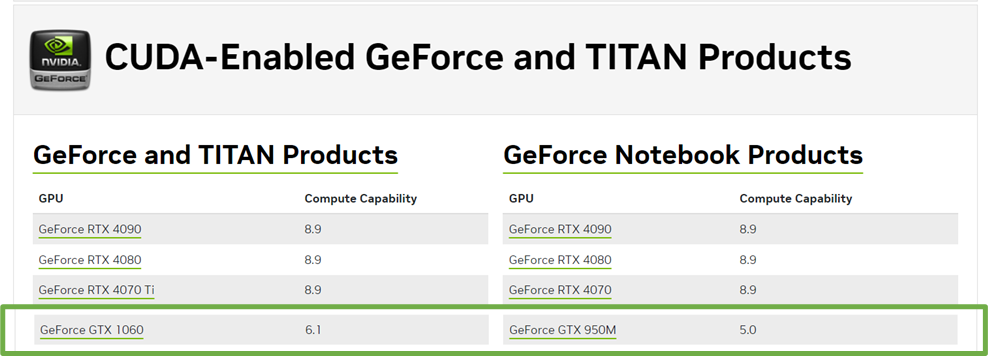 NVIDIA.
GEFORCE
CUDA-Enabled GeForce and TITAN Products
GeForce and TITAN Products
GPU Compute Capability
GeForce RTX 4090 8.9
GeForce RTX 4080 8.9
GeForce RTX 4070 Ti 8.9
GeForce GTX 1060 6.1
GeForce Notebook Products
GPU Compute Capability
GeForce RTX 4090 8.9
GeForce RTX 4080 8.9
GeForce RTX 4070 8.9
GeForce GTX 950M 5.0